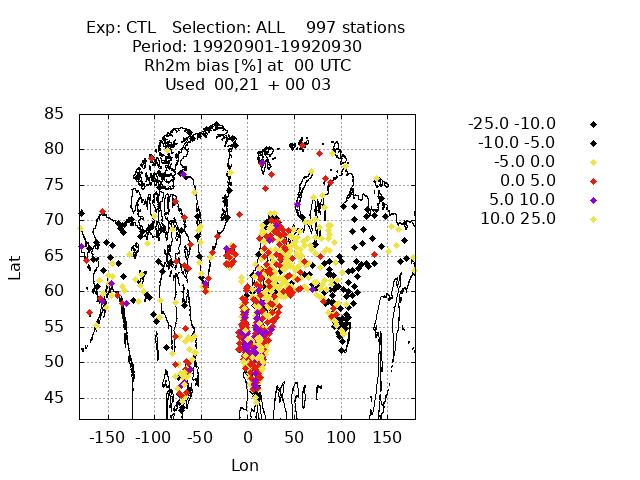 Exp: CTL   Selection: ALL    997 stations
Period: 19920901-19920930
Rh2m bias [%] at  00 UTC
Used  00,21  + 00 03
-25.0 -10.0
-10.0 -5.0
-5.0 0.0
0.0 5.0
5.0 10.0
10.0 25.0
85
80
75
70
65
60
55
50
45
Lat
-150 -100 -50 0 50 100 150
Lon